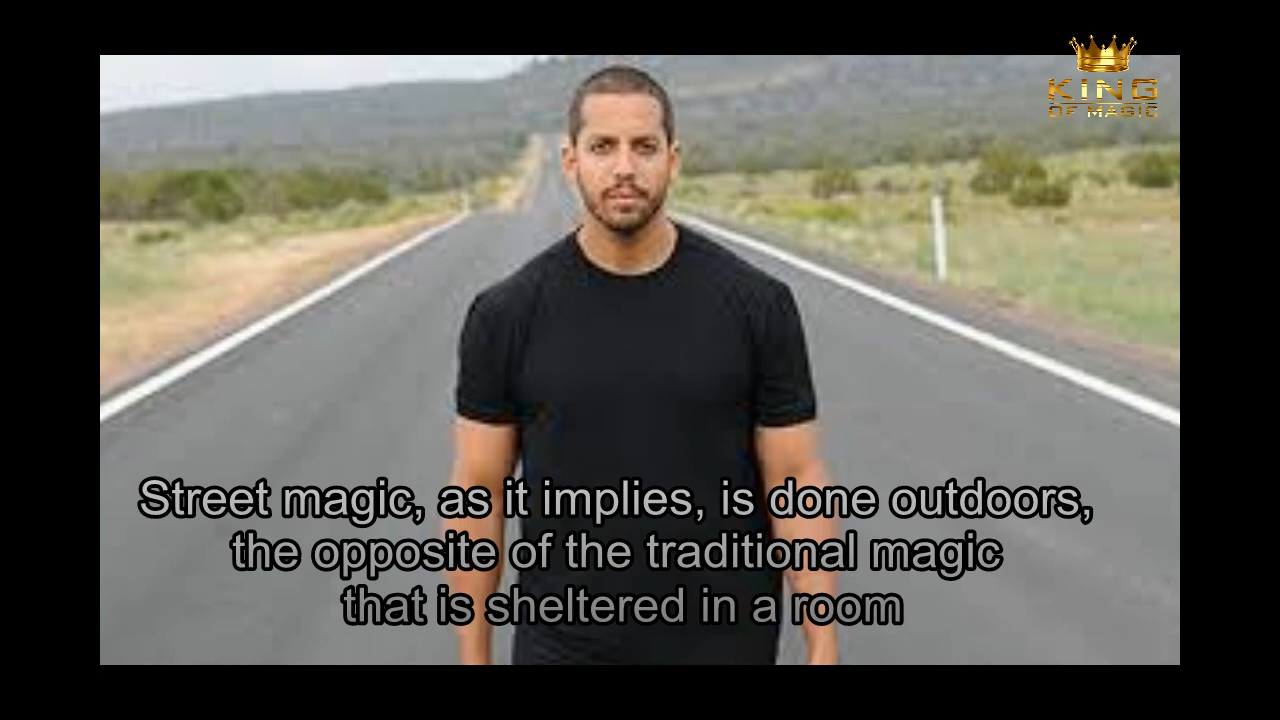 KING
OF MAGIC
Street magic, as it implies, is done outdoors,
the opposite of the traditional magic
that is sheltered in a room